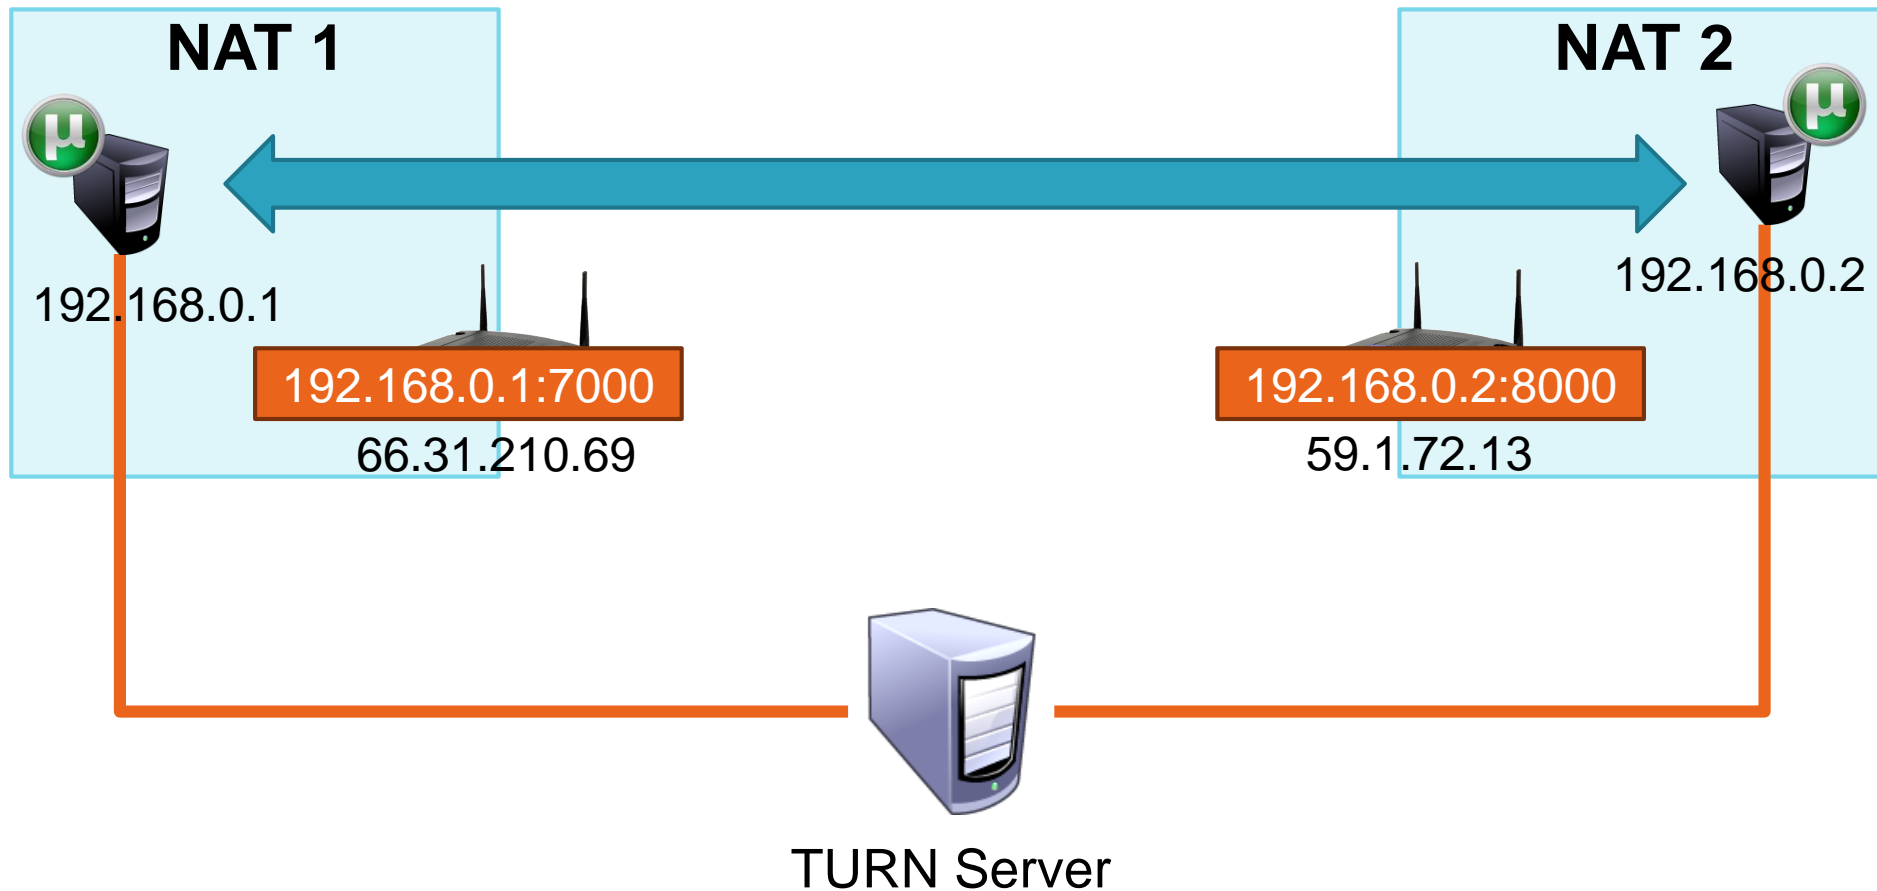 NAT 1
NAT 2
µ
µ
192.168.0.1
192.168.0.2
192.168.0.1:7000
192.168.0.2:8000
66.31.210.69
59.1.72.13
TURN Server